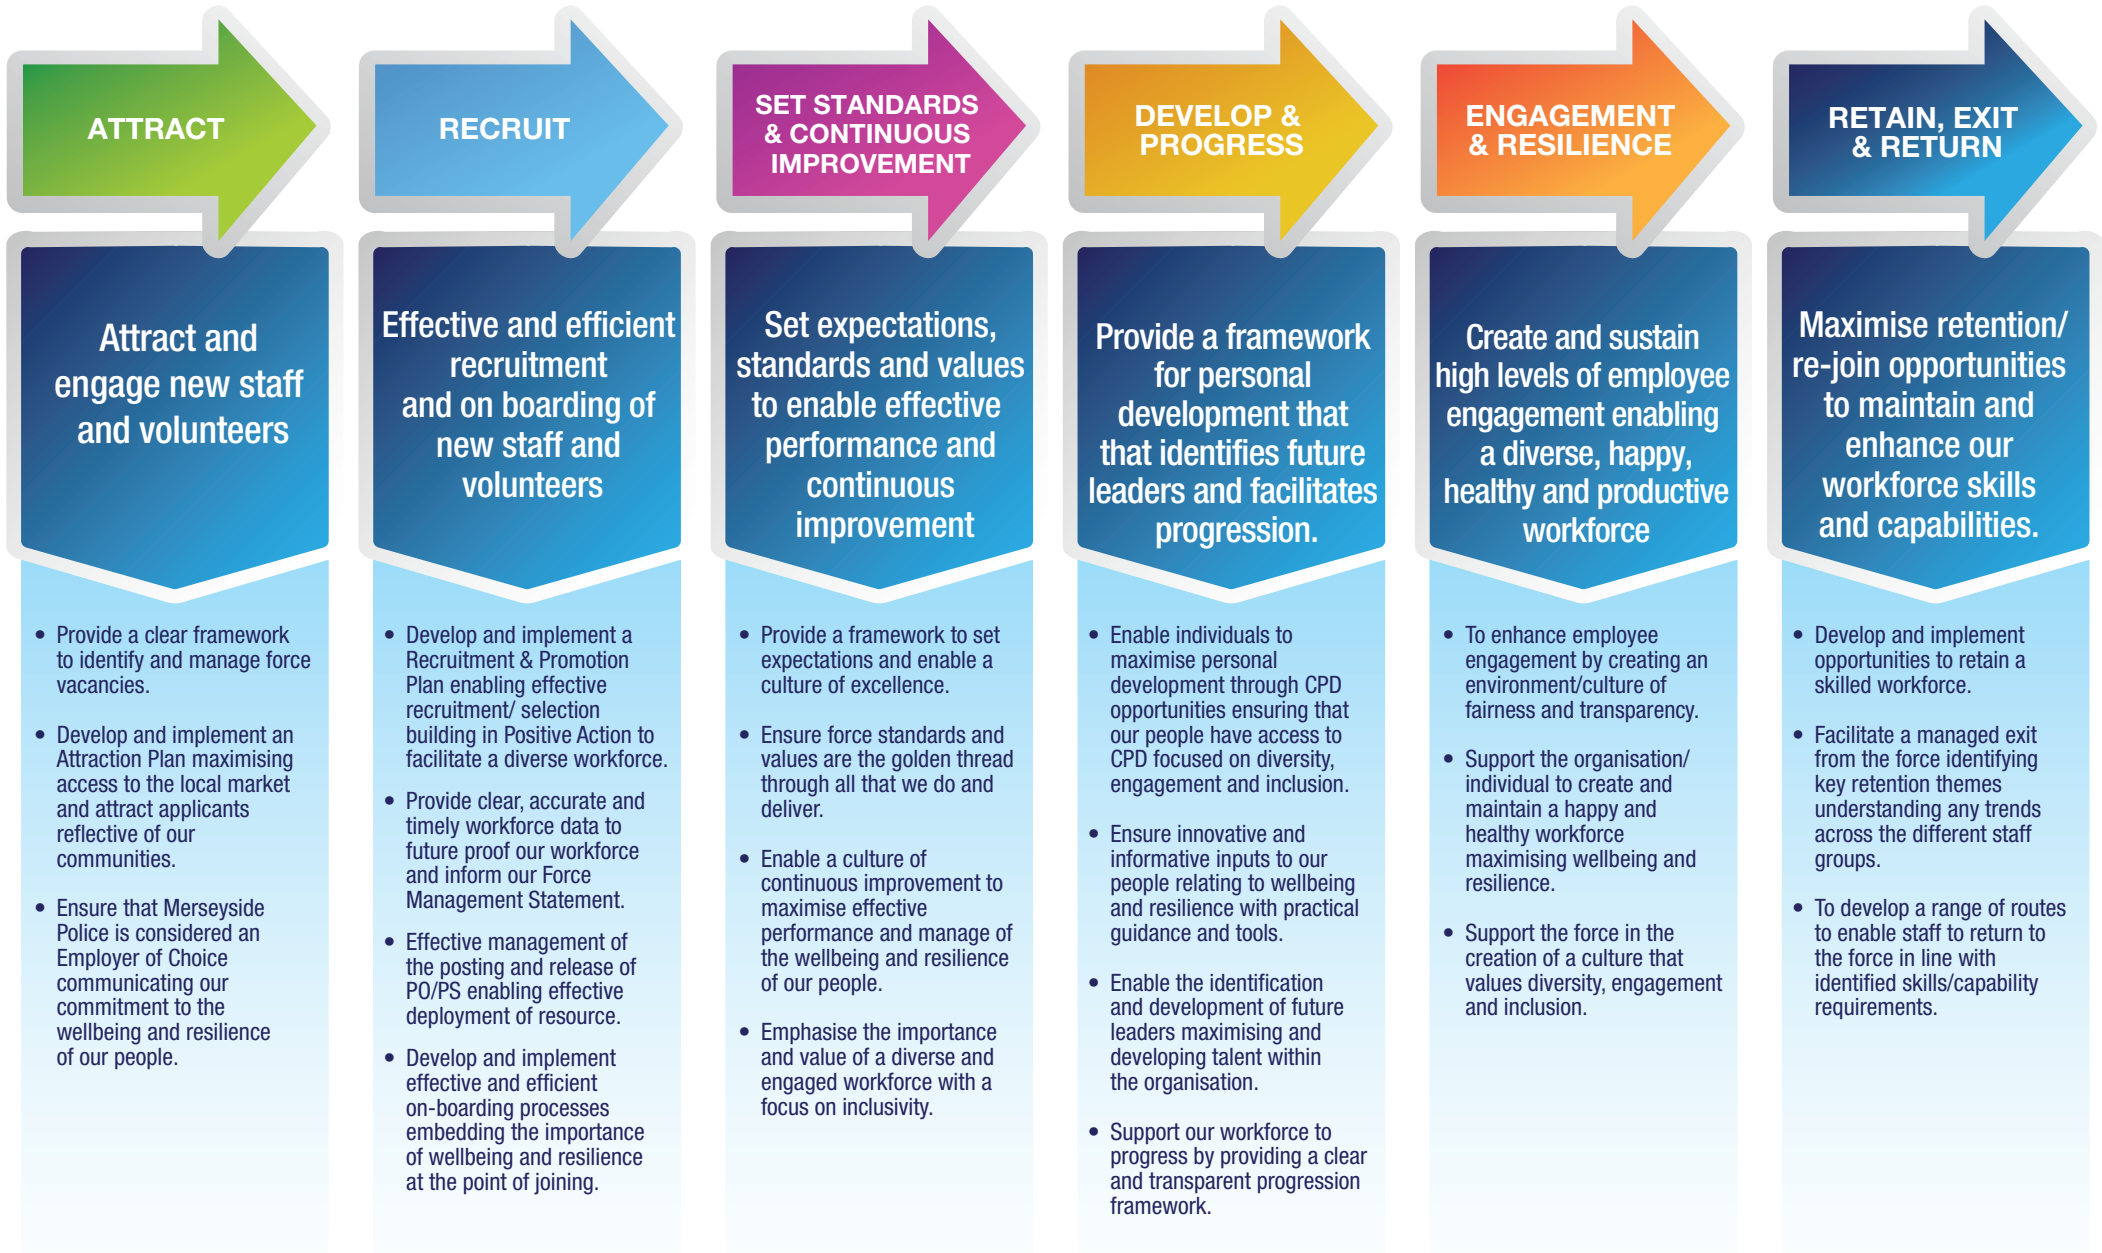 ATTRACT
Attract and
engage new staff
and volunteers
• Provide a clear framework
to identify and manage force
vacancies.
• Develop and implement an
Attraction Plan maximising
access to the local market
and attract applicants
reflective of our
communities.
• Ensure that Merseyside
Police is considered an
Employer of Choice
communicating our
commitment to the
wellbeing and resilience
of our people.
RECRUIT
Effective and efficient
recruitment
and on boarding of
new staff and
volunteers
• Develop and implement a
Recruitment & Promotion
Plan enabling effective
recruitment/ selection
building in Positive Action to
facilitate a diverse workforce.
• Provide clear, accurate and
timely workforce data to
future proof our workforce
and inform our Force
Management Statement.
• Effective management of
the posting and release of
PO/PS enabling effective
deployment of resource.
• Develop and implement
effective and efficient
on-boarding processes
embedding the importance
of wellbeing and resilience
at the point of joining.
SET STANDARDS
& CONTINUOUS
IMPROVEMENT
Set expectations,
standards and values
to enable effective
performance and
continuous
improvement
• Provide a framework to set
expectations and enable a
culture of excellence.
• Ensure force standards and
values are the golden thread
through all that we do and
deliver.
• Enable a culture of
continuous improvement to
maximise effective
performance and manage of
the wellbeing and resilience
of our people.
• Emphasise the importance
and value of a diverse and
engaged workforce with a
focus on inclusivity.
DEVELOP &
PROGRESS
Provide a framework
for personal
development that
that identifies future
leaders and facilitates
progression.
• Enable individuals to
maximise personal
development through CPD
opportunities ensuring that
our people have access to
CPD focused on diversity,
engagement and inclusion.
• Ensure innovative and
informative inputs to our
people relating to wellbeing
and resilience with practical
guidance and tools.
• Enable the identification
and development of future
leaders maximising and
developing talent within
the organisation.
• Support our workforce to
progress by providing a clear
and transparent progression
framework.
ENGAGEMENT
& RESILIENCE
Create and sustain
high levels of employee
engagement enabling
a diverse, happy,
healthy and productive
workforce
• To enhance employee
engagement by creating an
environment/culture of
fairness and transparency.
• Support the organisation/
individual to create and
maintain a happy and
healthy workforce
maximising wellbeing and
resilience.
• Support the force in the
creation of a culture that
values diversity, engagement
and inclusion.
RETAIN, EXIT
& RETURN
Maximise retention/
re-join opportunities
to maintain and
enhance our
workforce skills
and capabilities.
• Develop and implement
opportunities to retain a
skilled workforce.
• Facilitate a managed exit
from the force identifying
key retention themes
understanding any trends
across the different staff
groups.
• To develop a range of routes
to enable staff to return to
the force in line with
identified skills/capability
requirements.